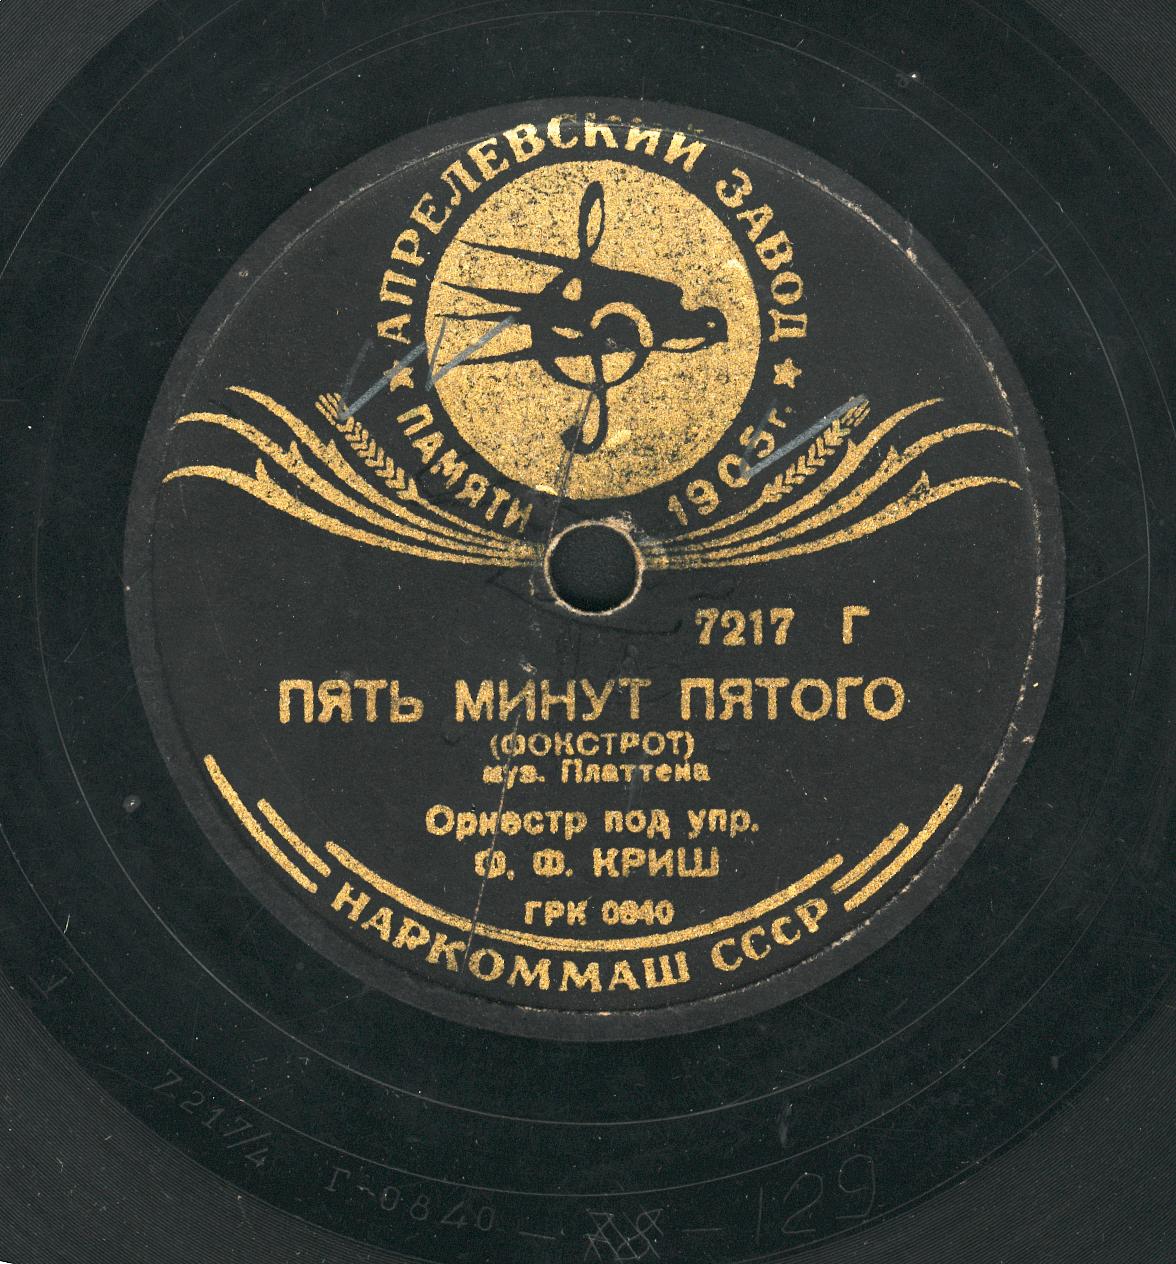 АПРЕЛЕВСКИЙ ЗАВОД
ПАМЯТИ 1905 г.
7217 Г
ПЯТЬ МИНУТ ПЯТОГО
(ФОКСТРОТ)
муз. Платтена
Оркестр под упр.
Ф. Ф. КРИШ
ГРК 0840
НАРКОММАШ СССР
7217/4 Г-0840 – – 129